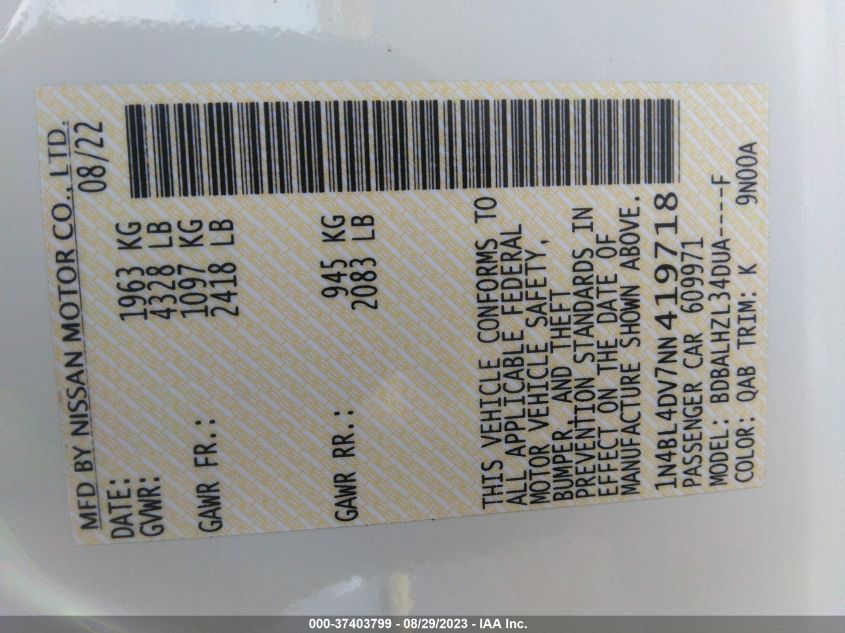 MFD BY NISSAN MOTOR CO., LTD.
DATE: 08/22
GVWR: 1963 KG
4328 LB
GAWR FR.: 1097 KG
2418 LB
GAWR RR.: 945 KG
2083 LB
THIS VEHICLE CONFORMS TO
ALL APPLICABLE FEDERAL
MOTOR VEHICLE SAFETY,
BUMPER, AND THEFT
PREVENTION STANDARDS IN
EFFECT ON THE DATE OF
MANUFACTURE SHOWN ABOVE.
1N4BL4DV7NN419718
PASSENGER CAR 609971
MODEL: BDBALHZL34DUA----F
COLOR: QAB TRIM: K 9N00A
000-37403799 - 08/29/2023 - IAA Inc.